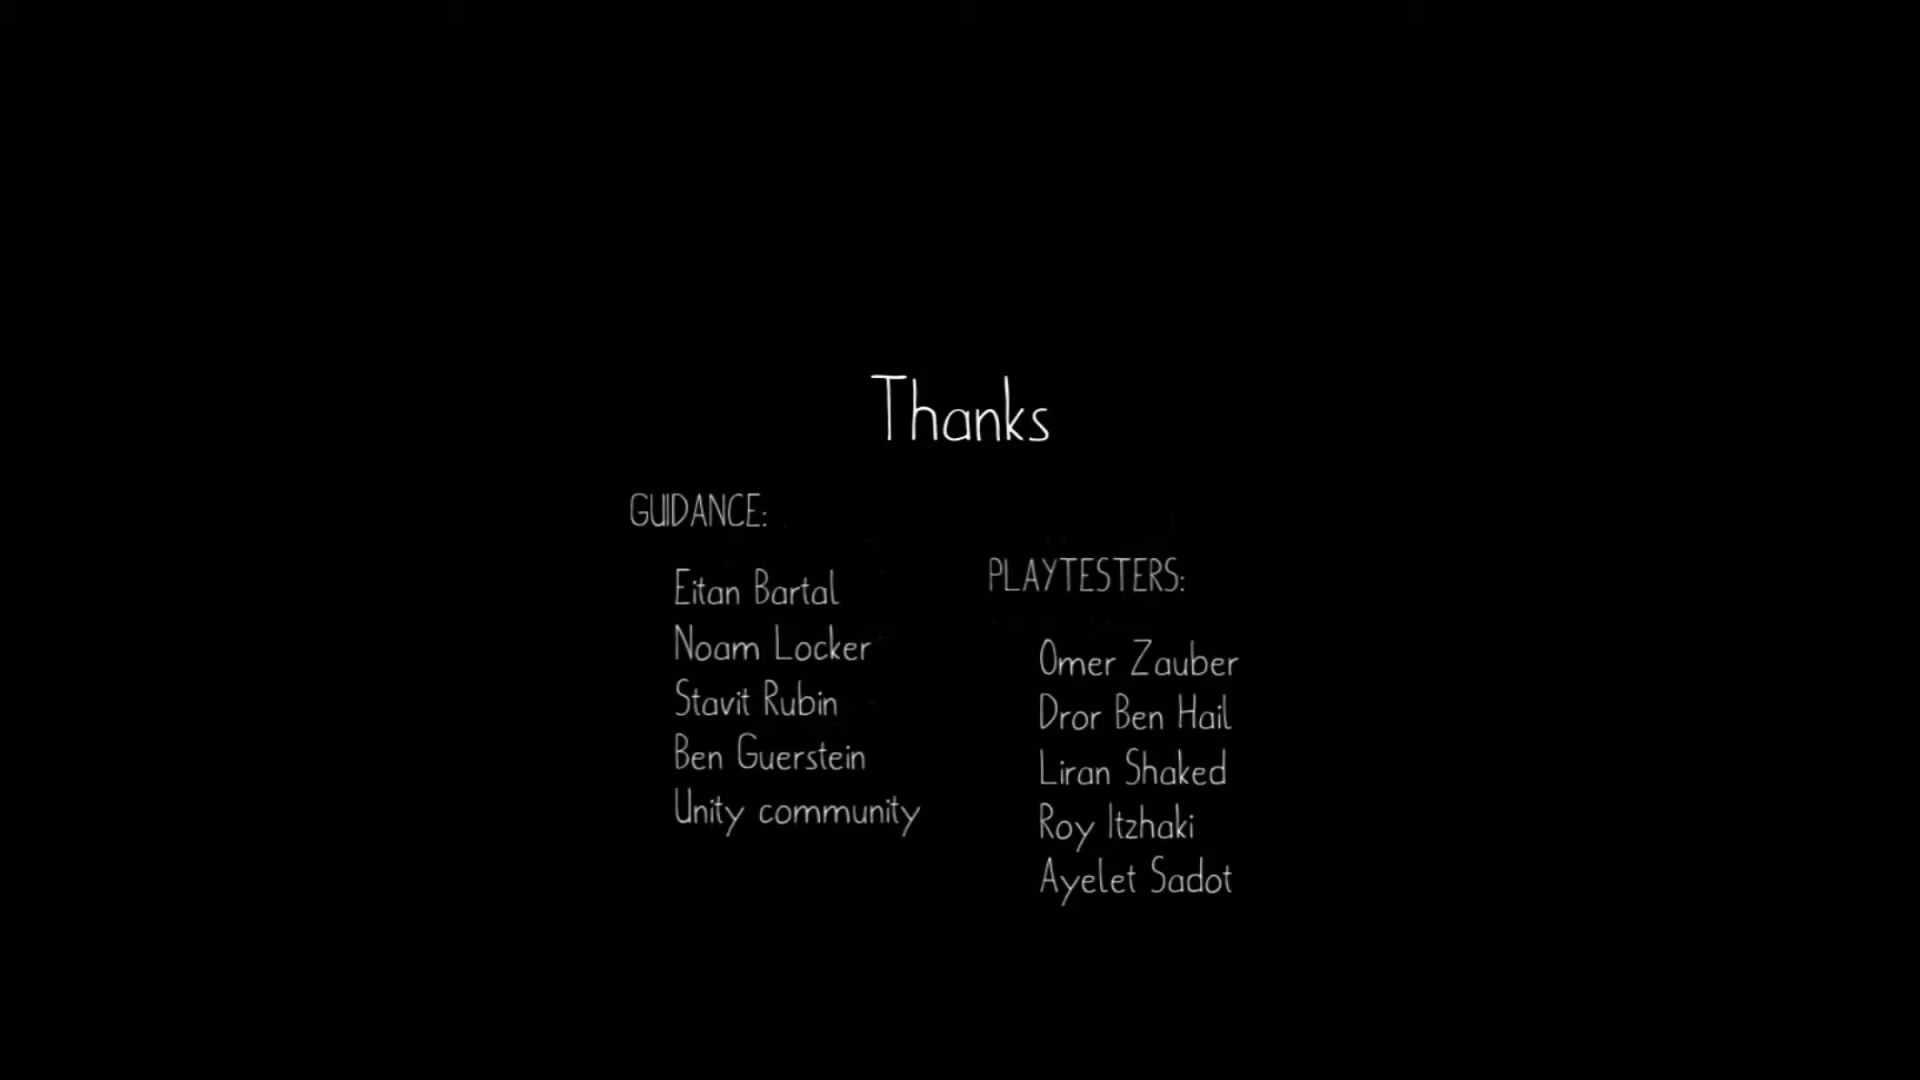 Thanks
GUIDANCE:
Eitan Bartal
Noam Locker
Stavit Rubin
Ben Guerstein
Unity community
PLAYTESTERS:
Omer Zauber
Dror Ben Hail
Liran Shaked
Roy Itzhaki
Ayelet Sadot